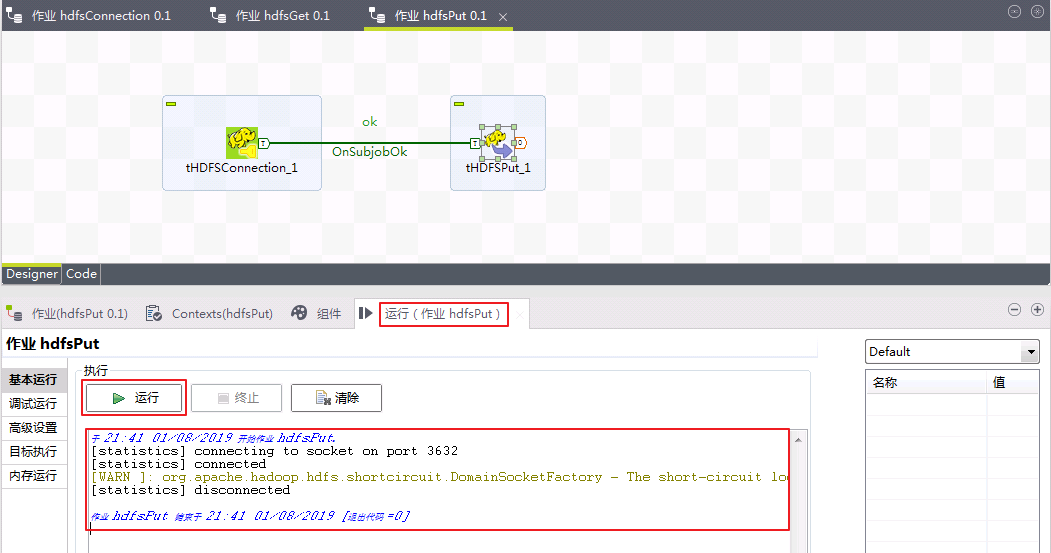 作业 hdfsConnection 0.1
作业 hdfsGet 0.1
作业 hdfsPut 0.1
ok
OnSubjobOk
T
T
O
tHDFSConnection_1
tHDFSPut_1
Designer
Code
作业(hdfsPut 0.1)
Contexts(hdfsPut)
组件
运行 ( 作业 hdfsPut )
作业 hdfsPut
Default
基本运行
调试运行
高级设置
目标执行
内存运行
执行
运行
终止
清除
于 21:41 01/08/2019 开始作业 hdfsPut.
[statistics] connecting to socket on port 3632
[statistics] connected
[WARN ]: org.apache.hadoop.hdfs.shortcircuit.DomainSocketFactory - The short-circuit
[statistics] disconnected
作业 hdfsPut 结束于 21:41 01/08/2019 [退出代码 =0]
名称
值